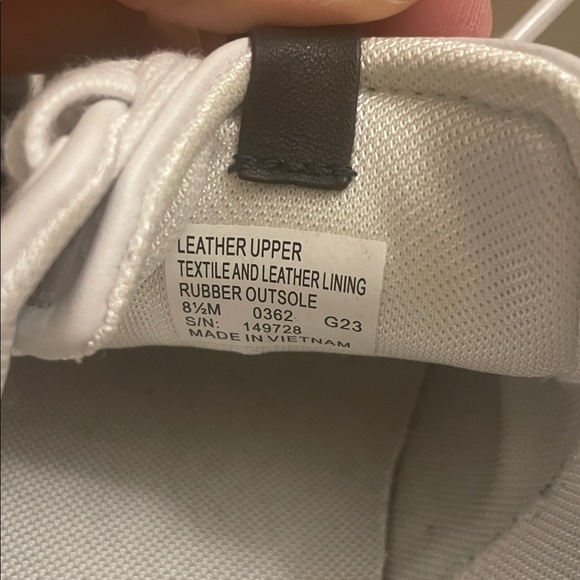 LEATHER UPPER
TEXTILE AND LEATHER LINING
RUBBER OUTSOLE
8½M 0362 G23
S/N: 149728
MADE IN VIETNAM